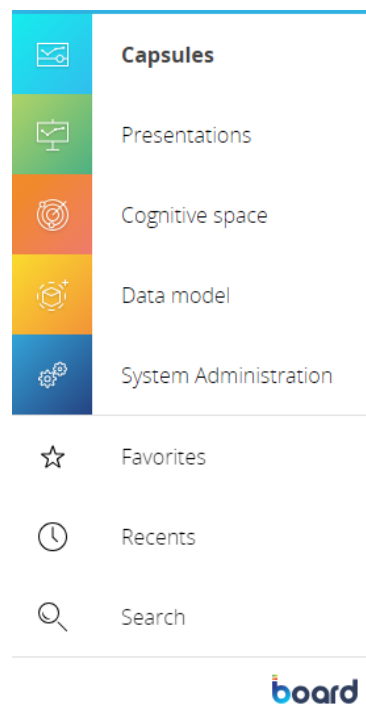 Capsules
Presentations
Cognitive space
Data model
System Administration
Favorites
Recents
Search
board